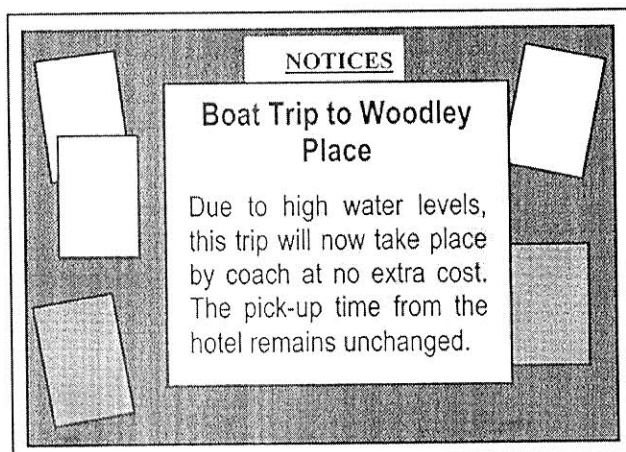 NOTICES
Boat Trip to Woodley
Place
Due to high water levels,
this trip will now take place
by coach at no extra cost.
The pick-up time from the
hotel remains unchanged.